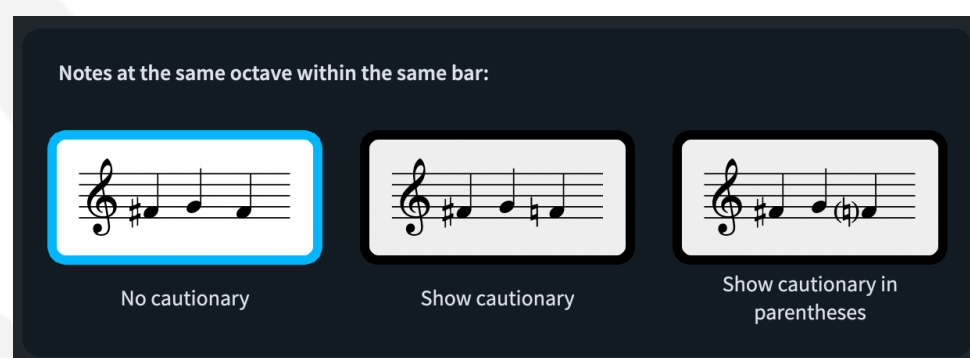 Notes at the same octave within the same bar:
No cautionary
Show cautionary
Show cautionary in
parentheses